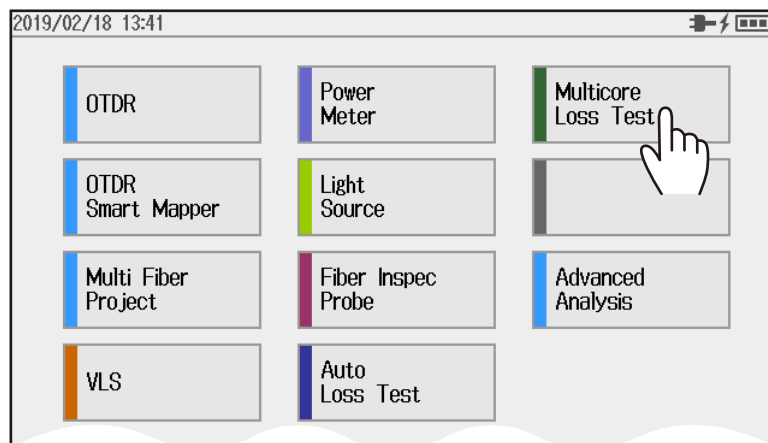 2019/02/18 13:41
OTDR
Power
Meter
Multicore
Loss Test
OTDR
Smart Mapper
Light
Source
Multi Fiber
Project
Fiber Inspec
Probe
Advanced
Analysis
VLS
Auto
Loss Test